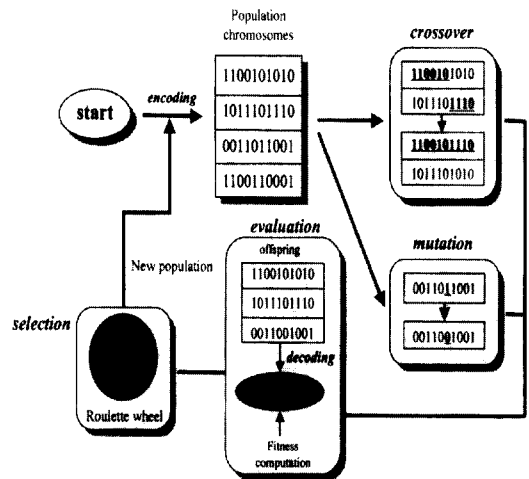 Population
chromosomes
start
encoding
1100101010
1011101110
0011011001
1100110001
crossover
1100101010
1011101110
1100101110
1011101010
mutation
0011011001
0011001001
evaluation
offspring
1100101010
1011101110
0011001001
decoding
Fitness
computation
New population
selection
Roulette wheel